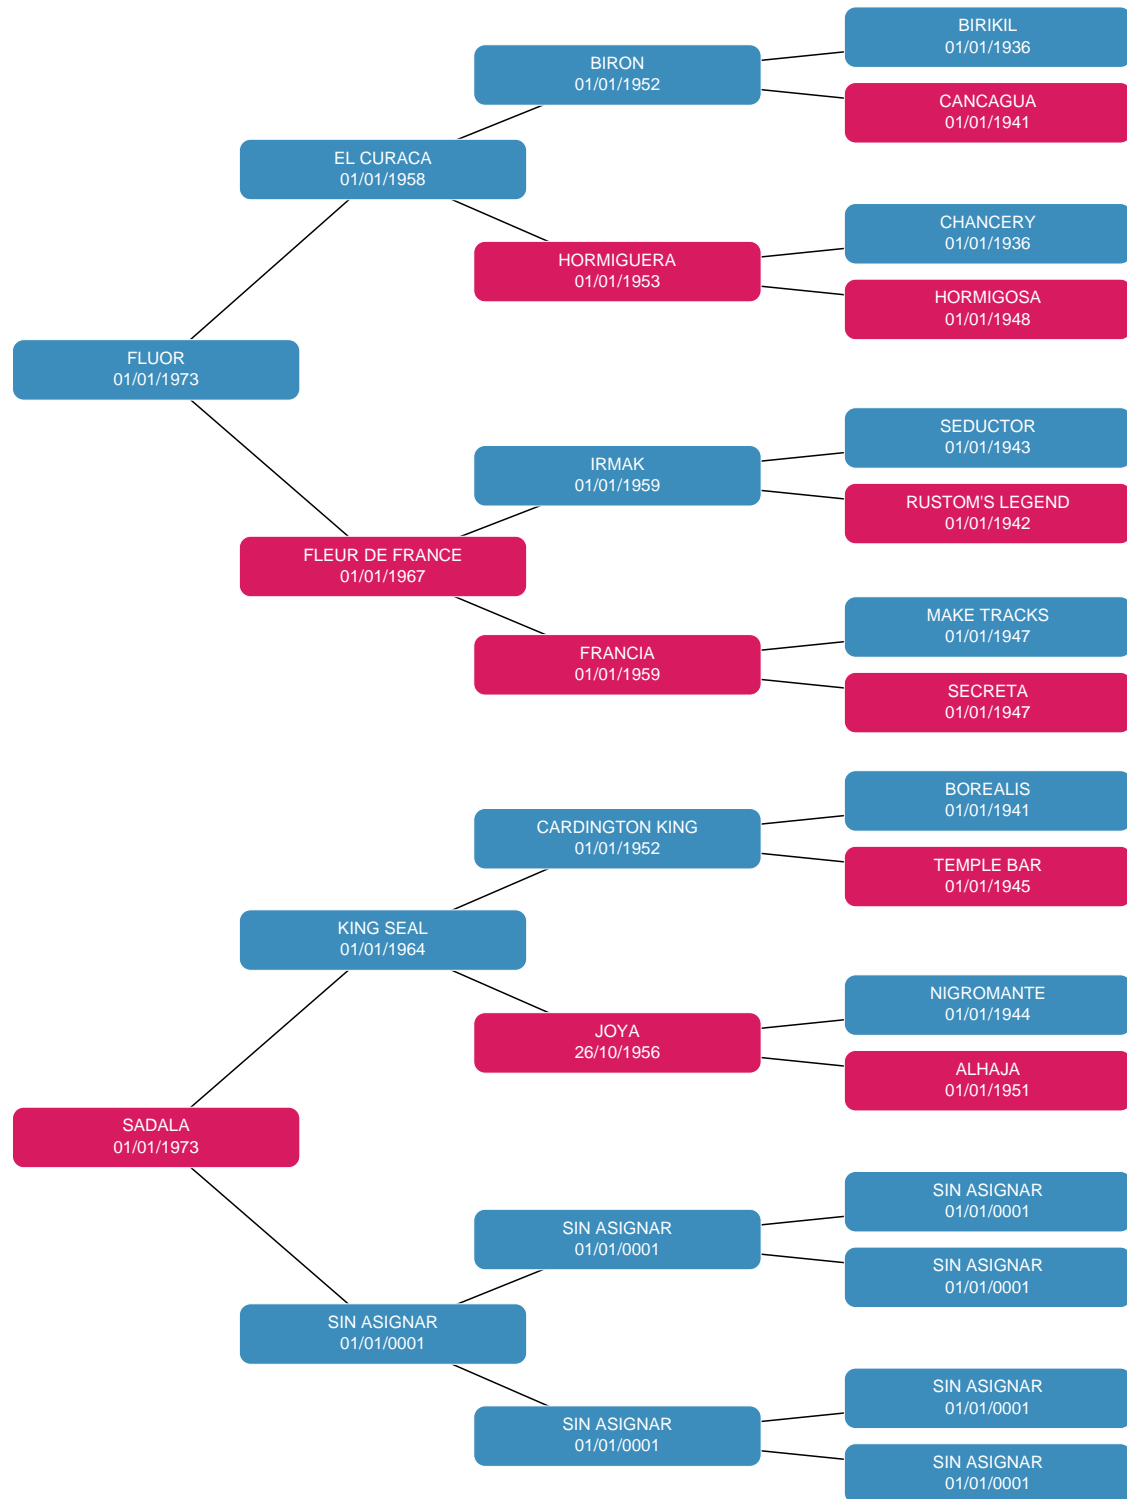 BIRIKIL
01/01/1936
BIRON
01/01/1952
CANCAGUA
01/01/1941
EL CURACA
01/01/1958
CHANCERY
01/01/1936
HORMIGUERA
01/01/1953
HORMIGOSA
01/01/1948
FLUOR
01/01/1973
SEDUCTOR
01/01/1943
IRMAK
01/01/1959
RUSTOM'S LEGEND
01/01/1942
FLEUR DE FRANCE
01/01/1967
MAKE TRACKS
01/01/1947
FRANCIA
01/01/1959
SECRETA
01/01/1947
BOREALIS
01/01/1941
CARDINGTON KING
01/01/1952
TEMPLE BAR
01/01/1945
KING SEAL
01/01/1964
NIGROMANTE
01/01/1944
JOYA
26/10/1956
ALHAJA
01/01/1951
SADALA
01/01/1973
SIN ASIGNAR
01/01/0001
SIN ASIGNAR
01/01/0001
SIN ASIGNAR
01/01/0001
SIN ASIGNAR
01/01/0001
SIN ASIGNAR
01/01/0001
SIN ASIGNAR
01/01/0001
SIN ASIGNAR
01/01/0001